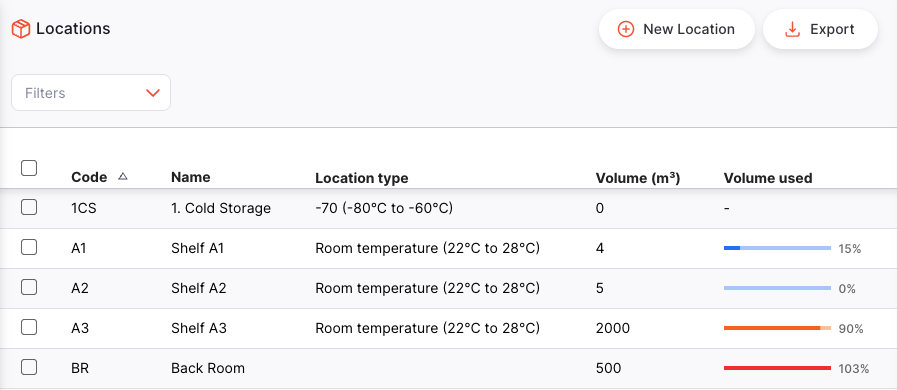 Locations
New Location
Export
Filters
Code Name Location type Volume (m³) Volume used
1CS 1. Cold Storage -70 (-80°C to -60°C) 0 -
A1 Shelf A1 Room temperature (22°C to 28°C) 4 15%
A2 Shelf A2 Room temperature (22°C to 28°C) 5 0%
A3 Shelf A3 Room temperature (22°C to 28°C) 2000 90%
BR Back Room 500 103%